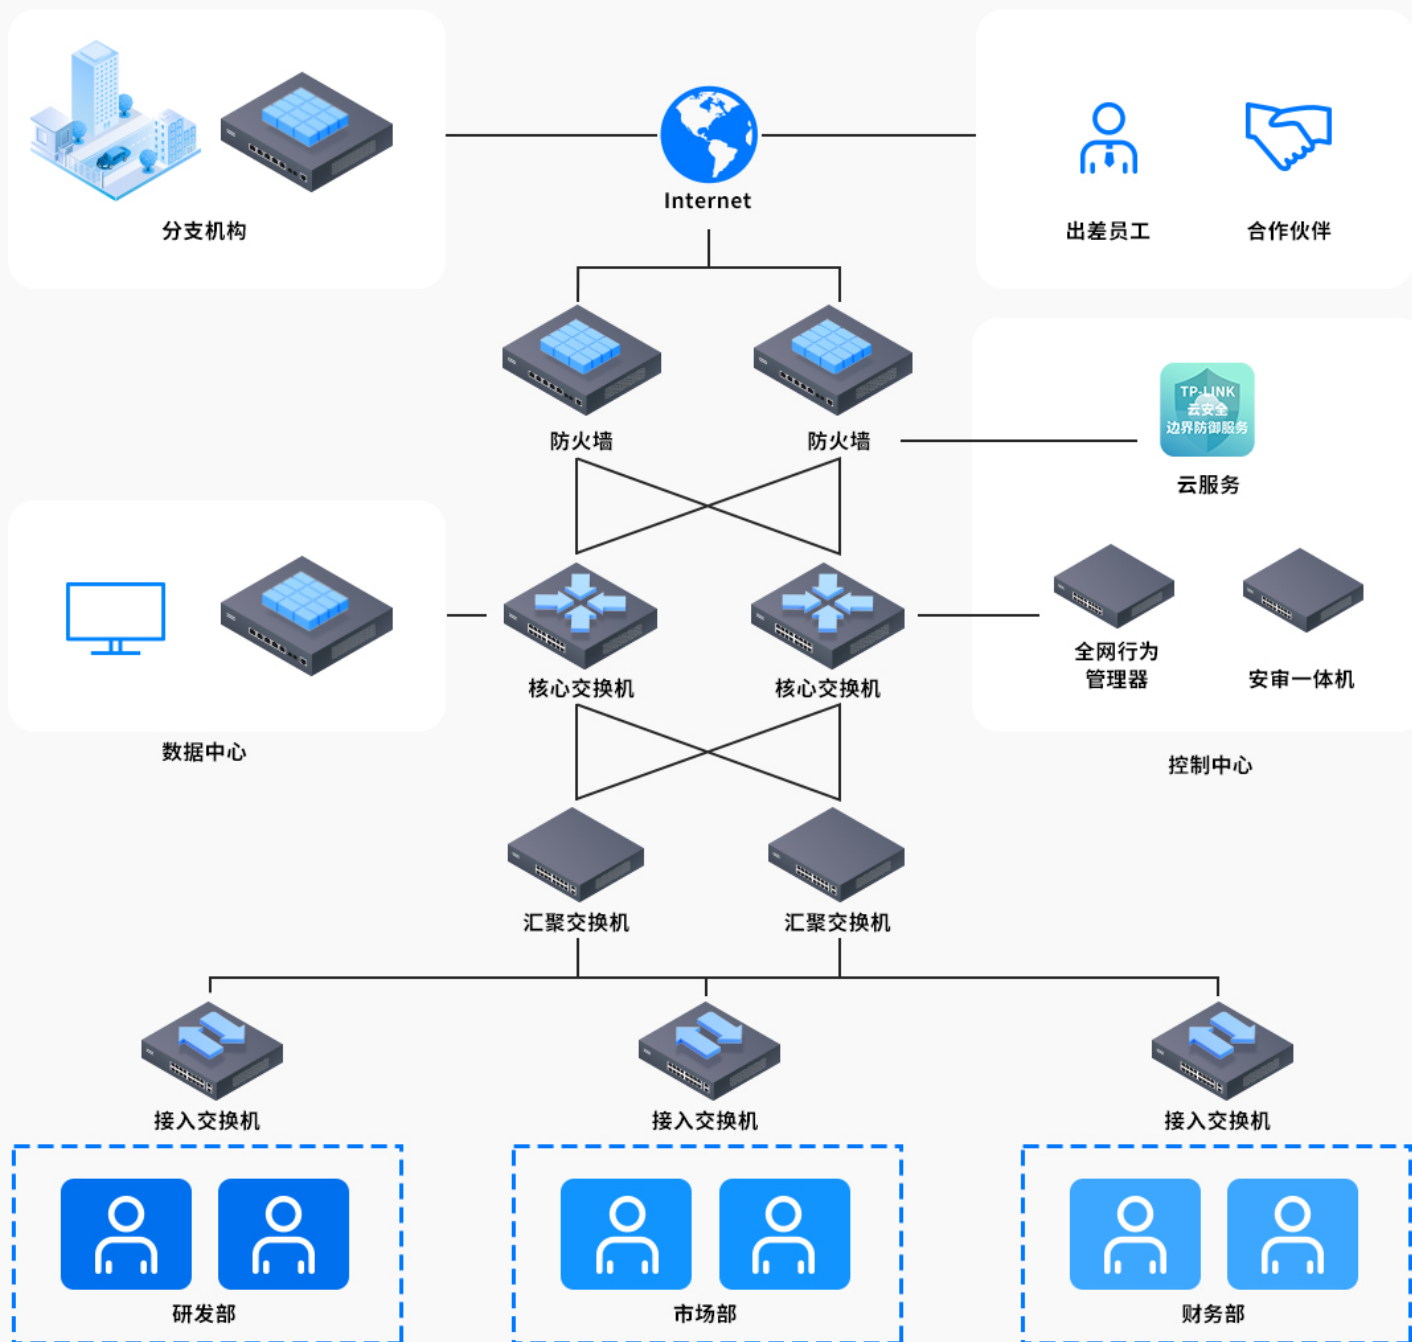 Internet
分支机构
出差员工
合作伙伴
防火墙
防火墙
TP-LINK
云安全
边界防御服务
云服务
全网行为
管理器
安审一体机
核心交换机
核心交换机
数据中心
控制中心
汇聚交换机
汇聚交换机
接入交换机
接入交换机
接入交换机
研发部
市场部
财务部